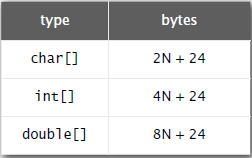 type bytes
char[] 2N + 24
int[] 4N + 24
double[] 8N + 24